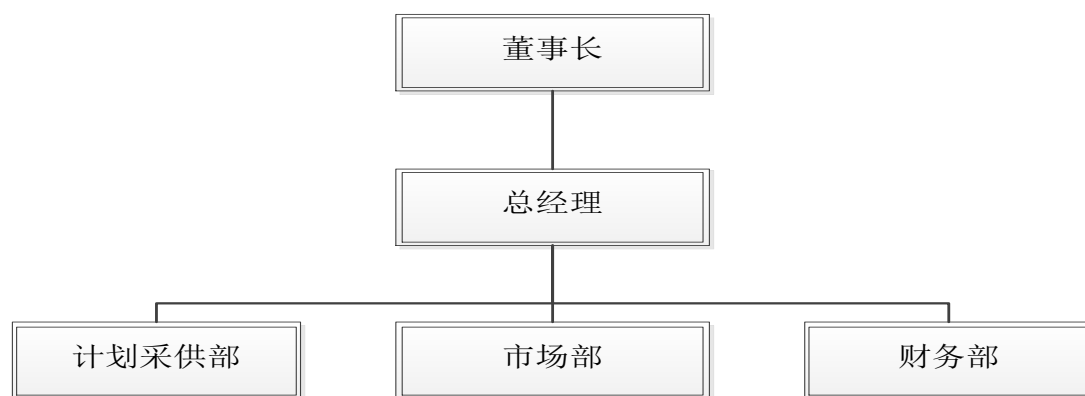 董事长
总经理
计划采供部
市场部
财务部